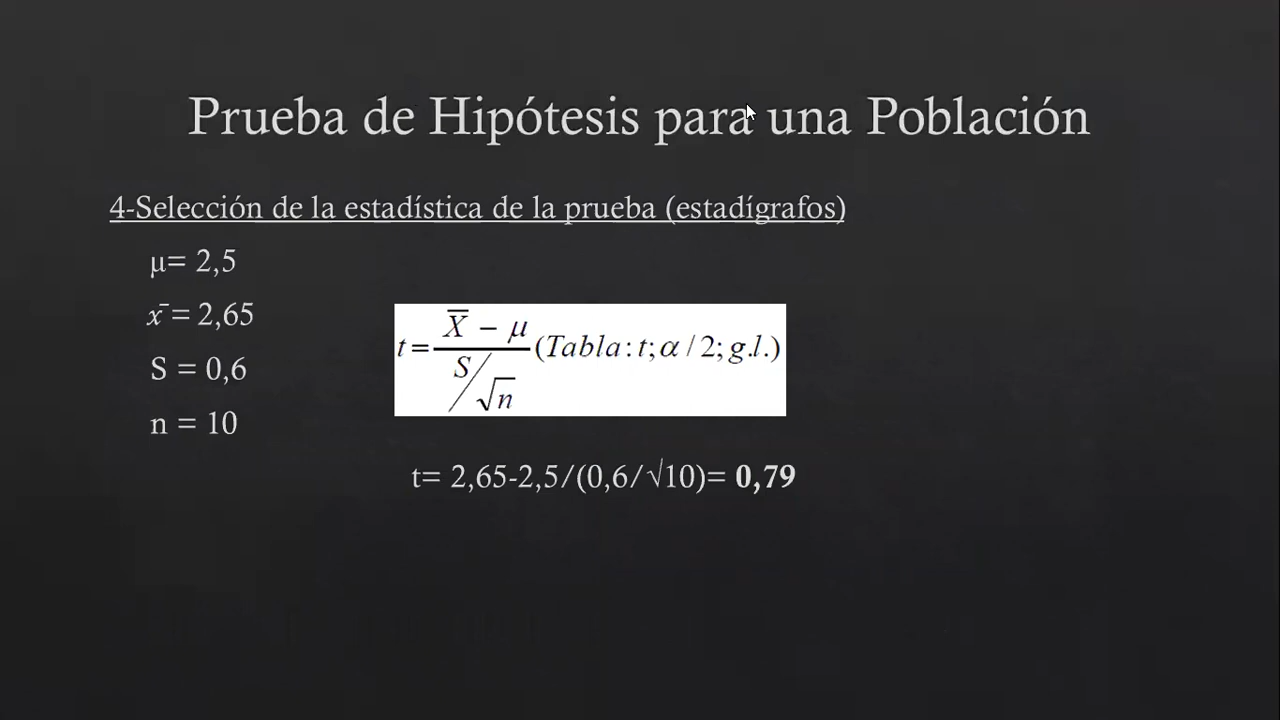 Prueba de Hipótesis para una Población
4-Selección de la estadística de la prueba (estadígrafos)
µ= 2,5
x̄ = 2,65
S = 0,6
n = 10
t = (X̄ − µ) / (S/√n) (Tabla: t; α / 2; g.l.)
t= 2,65-2,5/(0,6/√10)= 0,79